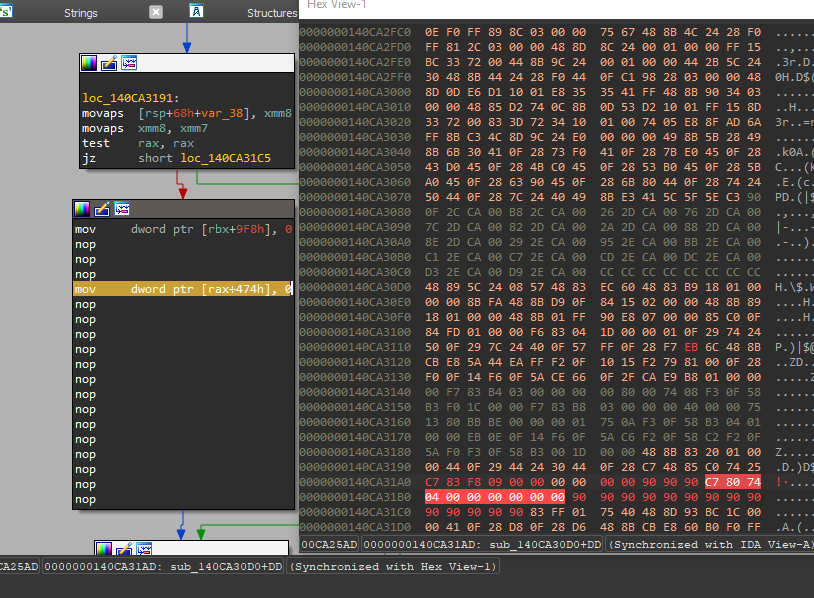 Strings
Structures
Hex View-1
loc_140CA3191:
movaps [rsp+68h+var_38], xmm8
movaps xmm8, xmm7
test rax, rax
jz short loc_140CA31C5
mov dword ptr [rbx+9F8h], 0
nop
nop
nop
mov dword ptr [rax+474h], 0
nop
nop
nop
nop
nop
nop
nop
nop
nop
nop
nop
nop
nop
nop
0000000140CA2FC0 0E F0 FF 89 8C 03 00 00 75 67 48 8B 4C 24 28 F0 ......
0000000140CA2FD0 FF 81 2C 03 00 00 48 8D 8C 24 00 01 00 00 FF 15 ..,...
0000000140CA2FE0 BC 33 72 00 44 8B 9C 24 00 01 00 00 44 2B 5C 24 .3r.D.
0000000140CA2FF0 30 48 8B 44 24 28 F0 44 0F C1 98 28 03 00 00 48 0H.D$(
0000000140CA3000 8D 0D E6 D1 10 01 E8 35 35 41 FF 48 8B 90 34 03 ......
0000000140CA3010 00 00 48 85 D2 74 0C 8B 0D 53 D2 10 01 FF 15 8D ..H...
0000000140CA3020 33 72 00 83 3D 72 34 10 01 00 74 05 E8 8F AD 6A 3r..=r
0000000140CA3030 FF 8B C3 4C 8D 9C 24 E0 00 00 00 49 8B 5B 28 49 ......
0000000140CA3040 8B 6B 30 41 0F 28 73 F0 41 0F 28 7B E0 45 0F 28 .k0A.(
0000000140CA3050 43 D0 45 0F 28 4B C0 45 0F 28 53 B0 45 0F 28 5B C...(K
0000000140CA3060 A0 45 0F 28 63 90 45 0F 28 6B 80 44 0F 28 74 24 .E.(c.
0000000140CA3070 50 44 0F 28 7C 24 40 49 8B E3 41 5C 5F 5E C3 90 PD.(|$
0000000140CA3080 0F 2C CA 00 B8 2C CA 00 26 2D CA 00 76 2D CA 00 .,...,
0000000140CA3090 7C 2D CA 00 82 2D CA 00 2A 2D CA 00 88 2D CA 00 |-...-
0000000140CA30A0 8E 2D CA 00 29 2E CA 00 95 2E CA 00 BB 2E CA 00 .-..).
0000000140CA30B0 C1 2E CA 00 C7 2E CA 00 CD 2E CA 00 DC 2E CA 00 ......
0000000140CA30C0 D3 2E CA 00 D9 2E CA 00 CC CC CC CC CC CC CC CC ......
0000000140CA30D0 48 89 5C 24 08 57 48 83 EC 60 48 83 B9 18 01 00 H.\$.W
0000000140CA30E0 00 00 8B FA 48 8B D9 0F 84 15 02 00 00 48 8B 89 ....H.
0000000140CA30F0 18 01 00 00 48 8B 01 FF 90 E8 07 00 00 85 C0 0F ....H.
0000000140CA3100 84 FD 01 00 00 F6 83 04 1D 00 00 01 0F 29 74 24 ......
0000000140CA3110 50 0F 29 7C 24 40 0F 57 FF 0F 28 F7 EB 6C 48 8B P.)|$@
0000000140CA3120 CB E8 5A 44 EA FF F2 0F 10 15 F2 79 81 00 0F 28 ..ZD..
0000000140CA3130 F0 0F 14 F6 0F 5A CE 66 0F 2F CA E9 B8 01 00 00 .....Z
0000000140CA3140 00 F7 83 B4 03 00 00 00 00 80 00 74 08 F3 0F 58 ......
0000000140CA3150 B3 F0 1C 00 00 F7 83 B8 03 00 00 00 40 00 00 75 ......
0000000140CA3160 13 80 BB BE 00 00 00 01 75 0A F3 0F 58 B3 04 01 ......
0000000140CA3170 00 00 EB 0E 0F 14 F6 0F 5A C6 F2 0F 58 C2 F2 0F ......
0000000140CA3180 5A F0 F3 0F 58 B3 00 1D 00 00 48 8B 83 20 01 00 Z.....
0000000140CA3190 00 44 0F 29 44 24 30 44 0F 28 C7 48 85 C0 74 25 .D.)D$
0000000140CA31A0 C7 83 F8 09 00 00 00 00 00 00 90 90 90 C7 80 74
0000000140CA31B0 04 00 00 00 00 00 00 90 90 90 90 90 90 90 90 90 ......
0000000140CA31C0 90 90 90 90 90 83 FF 01 75 40 48 8D 93 BC 1C 00 ......
0000000140CA31D0 00 41 0F 28 D8 0F 28 D6 48 8B CB E8 60 B0 F0 FF .A.(..
00CA25AD 0000000140CA31AD: sub_140CA30D0+DD (Synchronized with IDA View-A)
CA25AD 0000000140CA31AD: sub_140CA30D0+DD (Synchronized with Hex View-1)